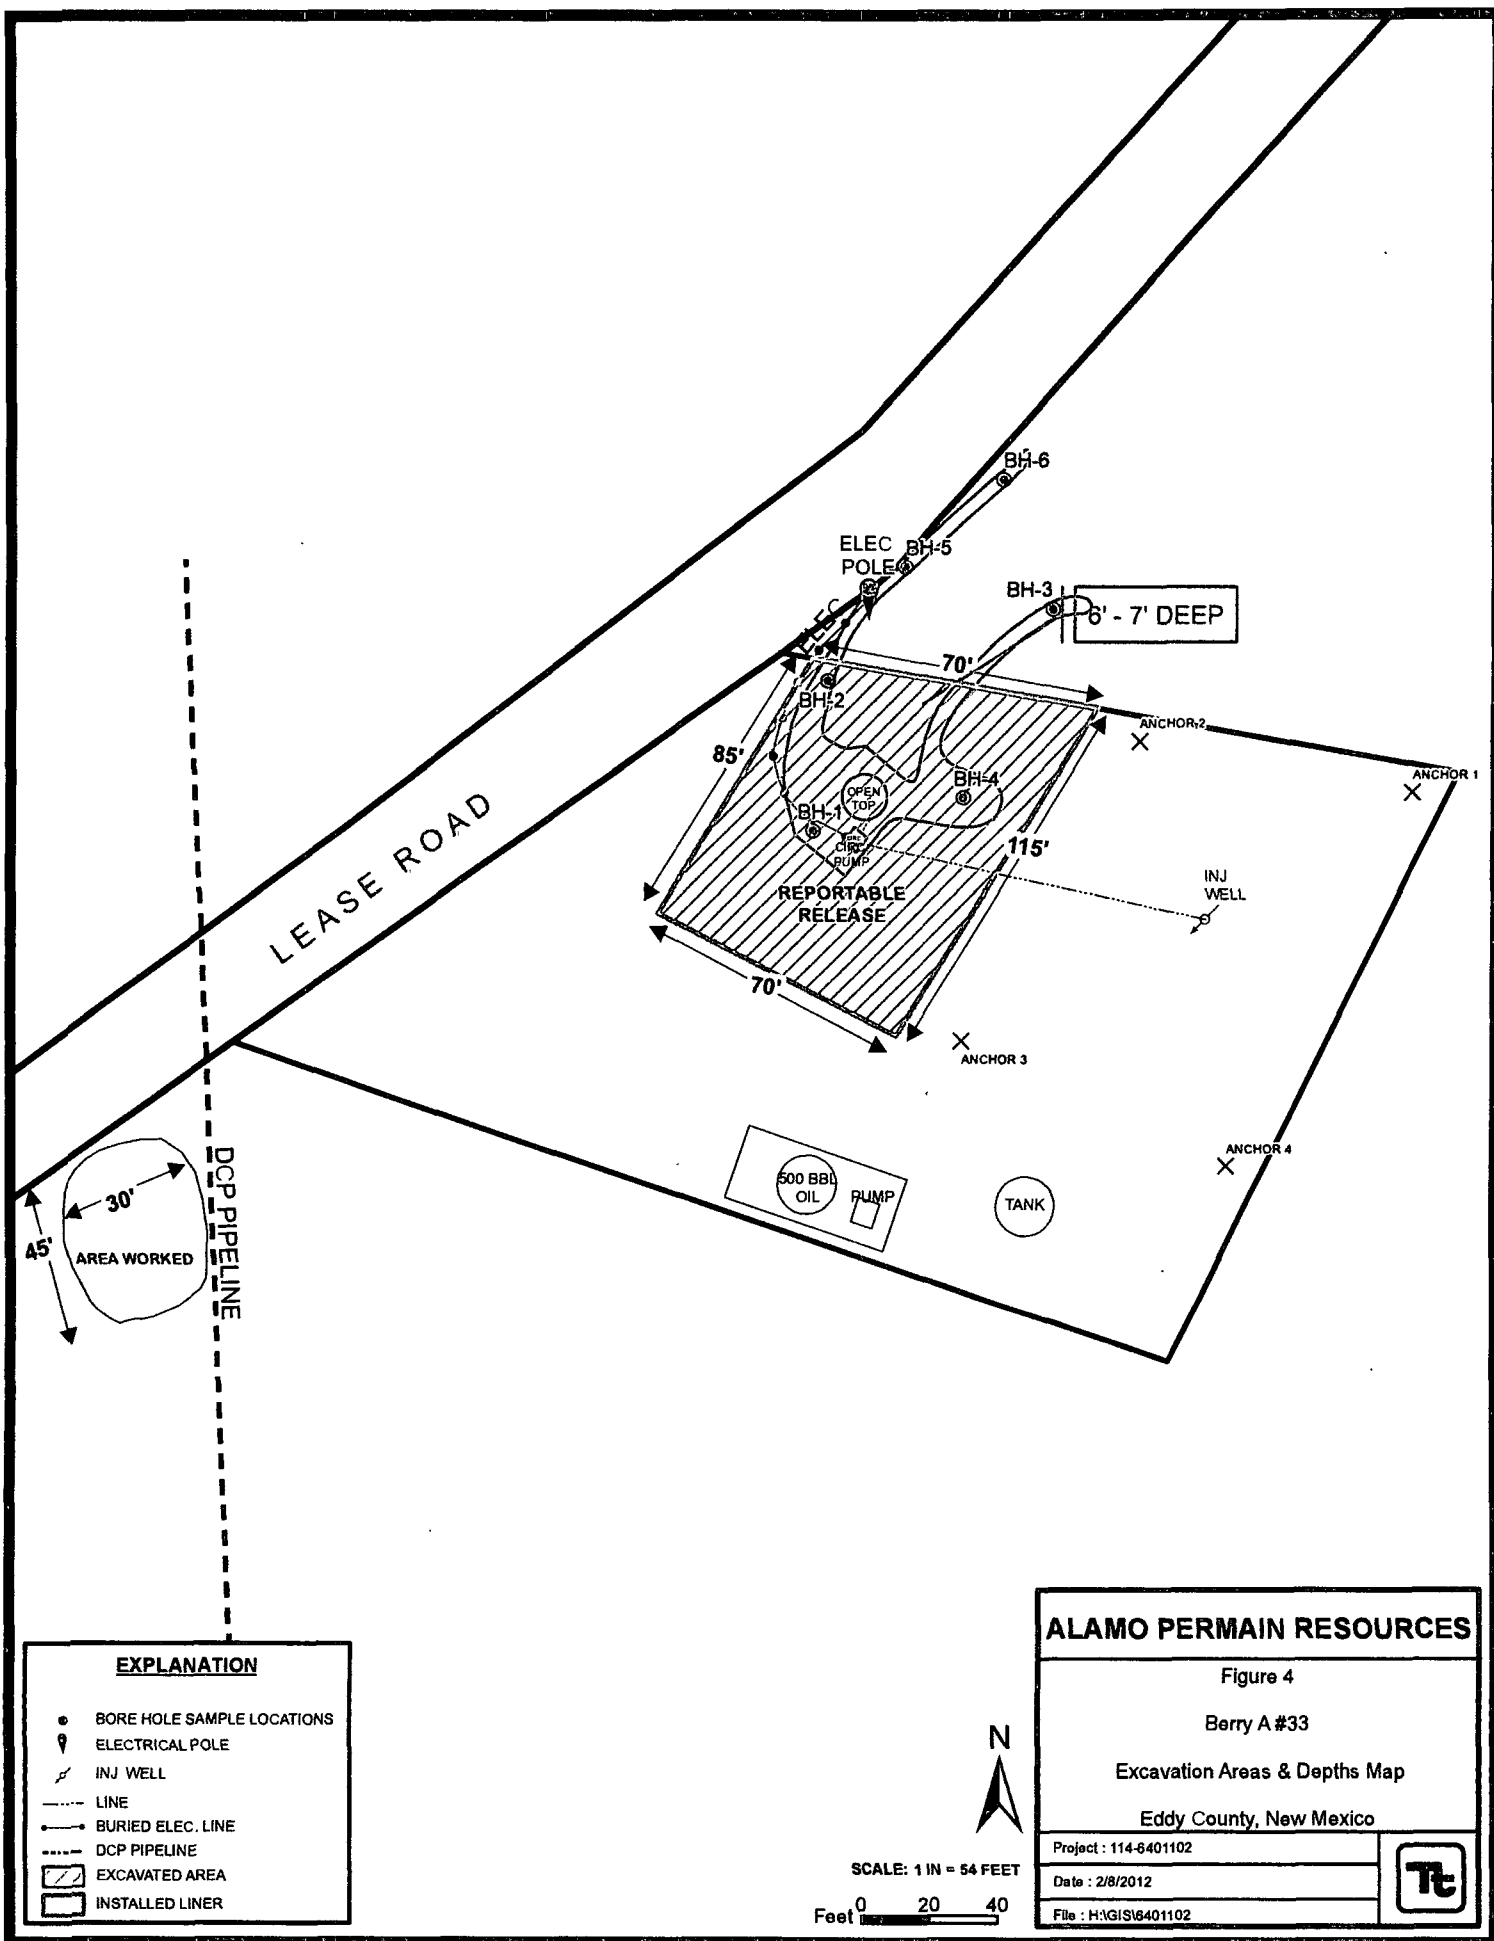 BH-6
ELEC
POLE
BH-5
BH-3
6' - 7' DEEP
ELEC
70'
BH-2
ANCHOR 2
85'
ANCHOR 1
BH-4
OPEN
TOP
BH-1
CIRC
PUMP
115'
LEASE ROAD
REPORTABLE
RELEASE
INJ
WELL
70'
ANCHOR 3
DCP PIPELINE
ANCHOR 4
500 BBL
OIL
PUMP
TANK
30'
45'
AREA WORKED
EXPLANATION
BORE HOLE SAMPLE LOCATIONS
ELECTRICAL POLE
INJ WELL
LINE
BURIED ELEC. LINE
DCP PIPELINE
EXCAVATED AREA
INSTALLED LINER
N
SCALE: 1 IN = 54 FEET
Feet 0 20 40
ALAMO PERMAIN RESOURCES
Figure 4
Berry A #33
Excavation Areas & Depths Map
Eddy County, New Mexico
Project : 114-6401102
Date : 2/8/2012
File : H:\GIS\6401102
Tt